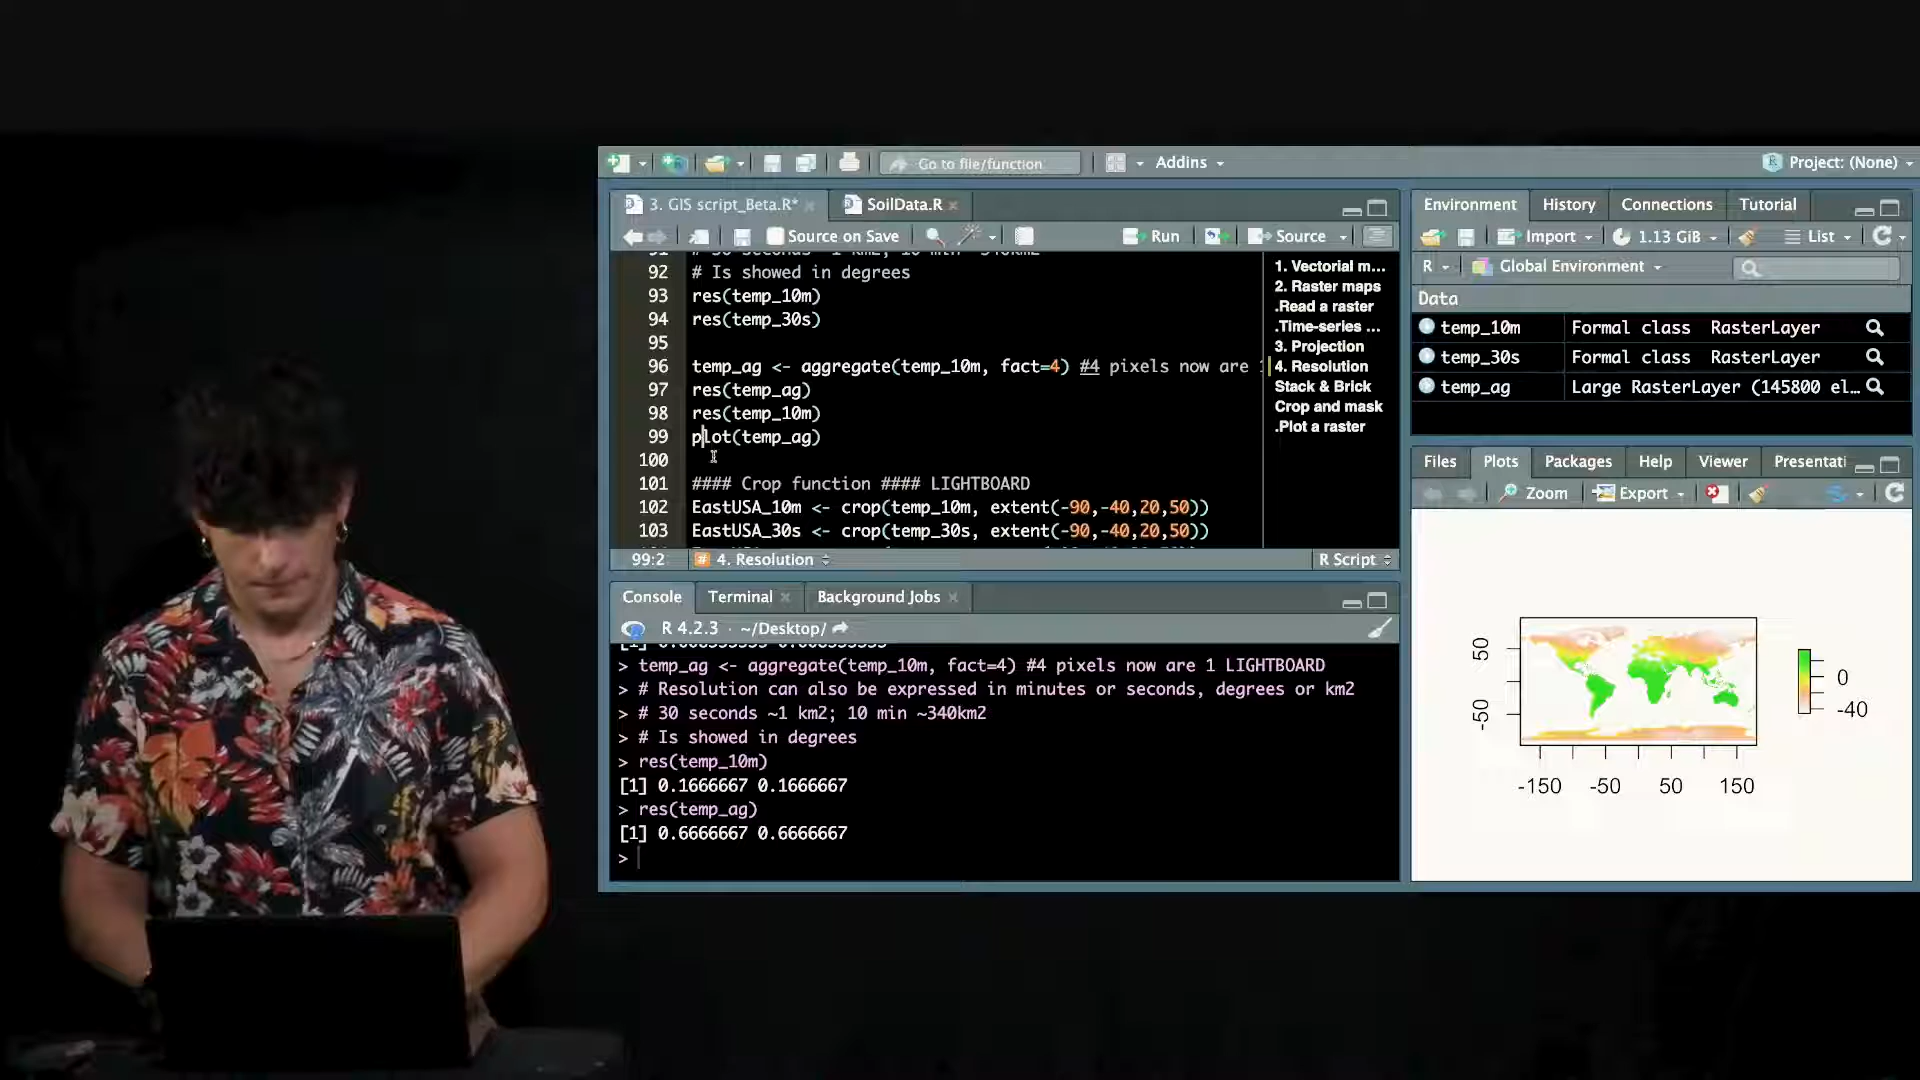 Go to file/function
Addins
Project: (None)
3. GIS script_Beta.R*
SoilData.R
Source on Save
Run
Source
92 # Is showed in degrees
93 res(temp_10m)
94 res(temp_30s)
95
96 temp_ag <- aggregate(temp_10m, fact=4) #4 pixels now are
97 res(temp_ag)
98 res(temp_10m)
99 plot(temp_ag)
100
101 #### Crop function #### LIGHTBOARD
102 EastUSA_10m <- crop(temp_10m, extent(-90,-40,20,50))
103 EastUSA_30s <- crop(temp_30s, extent(-90,-40,20,50))
1. Vectorial m...
2. Raster maps
.Read a raster
.Time-series ...
3. Projection
4. Resolution
Stack & Brick
Crop and mask
.Plot a raster
99:2
4. Resolution
R Script
Console
Terminal
Background Jobs
R 4.2.3 · ~/Desktop/
> temp_ag <- aggregate(temp_10m, fact=4) #4 pixels now are 1 LIGHTBOARD
> # Resolution can also be expressed in minutes or seconds, degrees or km2
> # 30 seconds ~1 km2; 10 min ~340km2
> # Is showed in degrees
> res(temp_10m)
[1] 0.1666667 0.1666667
> res(temp_ag)
[1] 0.6666667 0.6666667
>
Environment
History
Connections
Tutorial
Import
1.13 GiB
List
R
Global Environment
Data
temp_10m Formal class RasterLayer
temp_30s Formal class RasterLayer
temp_ag Large RasterLayer (145800 el...
Files
Plots
Packages
Help
Viewer
Presentati
Zoom
Export
50
-50
0
-40
-150 -50 50 150